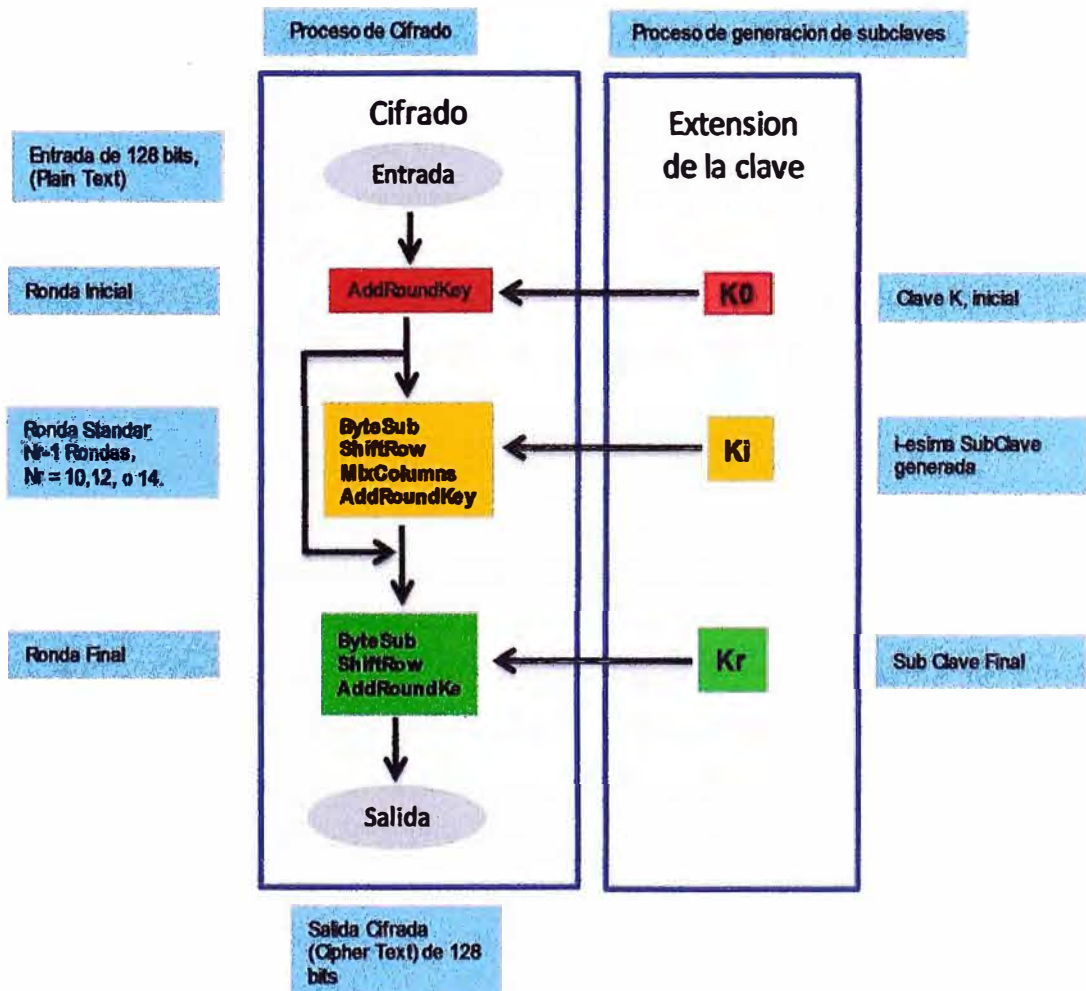 Proceso de Cifrado
Proceso de generacion de subclaves
Cifrado
Extension
de la clave
Entrada de 128 bits,
(Plain Text)
Entrada
Ronda Inicial
AddRoundKey
K0
Clave K, inicial
Ronda Standar
Nr-1 Rondas,
Nr = 10,12, o 14.
ByteSub
ShiftRow
MixColumns
AddRoundKey
Ki
i-esima SubClave
generada
Ronda Final
ByteSub
ShiftRow
AddRoundKe
Kr
Sub Clave Final
Salida
Salida Cifrada
(Cipher Text) de 128
bits